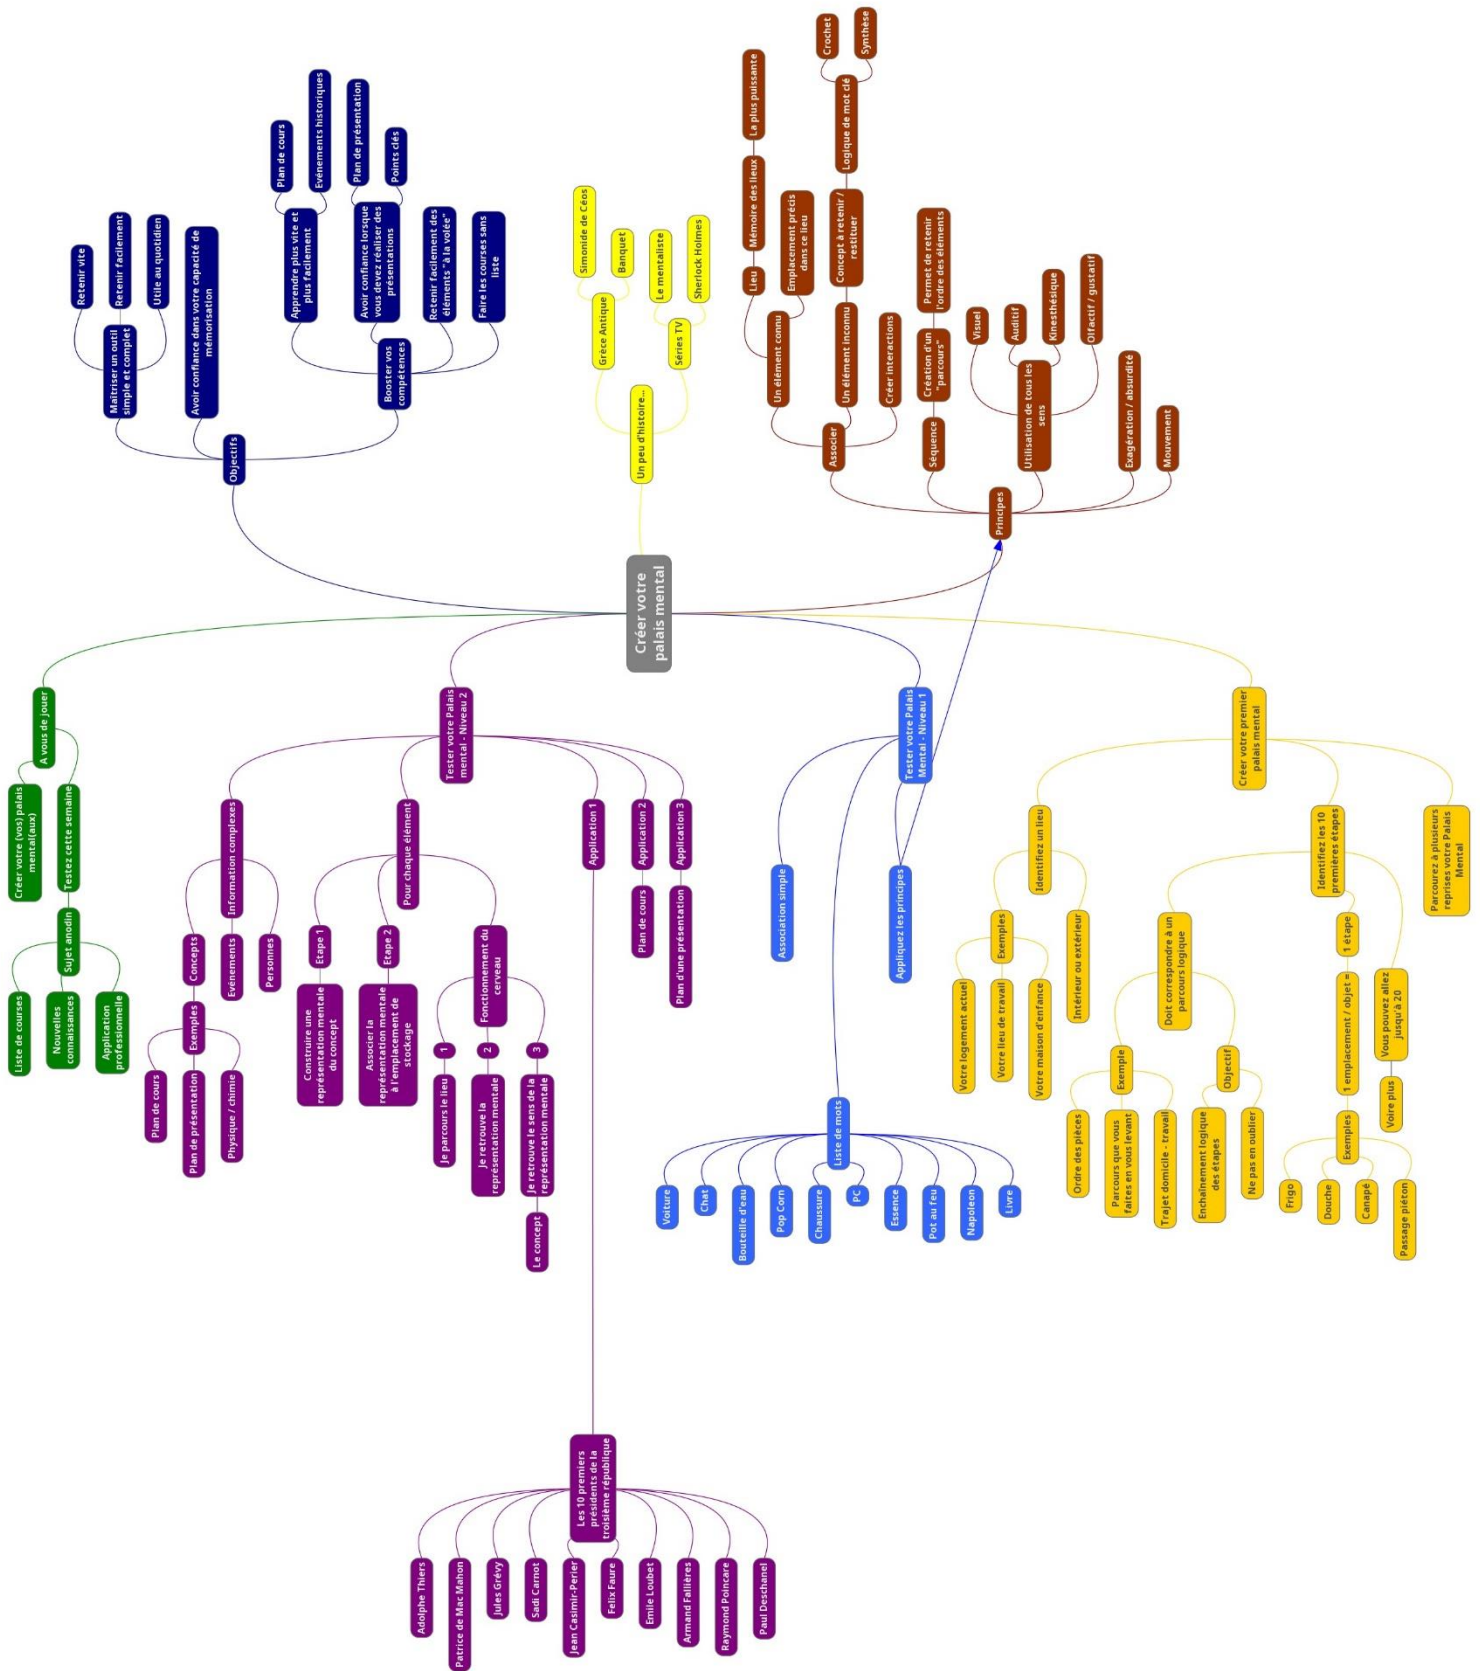 Créer votre
palais mental
Objectifs
Maîtriser un outil
simple et complet
Retenir vite
Retenir facilement
Utile au quotidien
Avoir confiance dans votre capacité de
mémorisation
Booster vos
compétences
Apprendre plus vite et
plus facilement
Plan de cours
Evénements historiques
Avoir confiance lorsque
vous devez réaliser des
présentations
Plan de présentation
Points clés
Retenir facilement des
éléments "à la volée"
Faire les courses sans
liste
Un peu d'histoire...
Grèce Antique
Simonide de Céos
Banquet
Séries TV
Le mentaliste
Sherlock Holmes
Principes
Associer
Un élément connu
Lieu
Mémoire des lieux
La plus puissante
Emplacement précis
dans ce lieu
Un élément inconnu
Concept à retenir /
restituer
Logique de mot clé
Crochet
Synthèse
Créer interactions
Séquence
Création d'un
"parcours"
Permet de retenir
l'ordre des éléments
Utilisation de tous les
sens
Visuel
Auditif
Kinesthésique
Olfactif / gustatif
Exagération / absurdité
Mouvement
Créer votre premier
palais mental
Identifiez un lieu
Exemples
Votre logement actuel
Votre lieu de travail
Votre maison d'enfance
Intérieur ou extérieur
Identifiez les 10
premières étapes
Doit correspondre à un
parcours logique
Exemple
Ordre des pièces
Parcours que vous
faites en vous levant
Trajet domicile - travail
Objectif
Enchaînement logique
des étapes
Ne pas en oublier
1 étape
1 emplacement / objet =
Exemples
Frigo
Douche
Canapé
Passage piéton
Vous pouvez allez
jusqu'à 20
Voire plus
Parcourez à plusieurs
reprises votre Palais
Mental
Tester votre Palais
Mental - Niveau 1
Association simple
Liste de mots
Voiture
Chat
Bouteille d'eau
Pop Corn
Chaussure
PC
Essence
Pot au feu
Napoleon
Livre
Appliquez les principes
Tester votre Palais
mental - Niveau 2
Information complexes
Concepts
Exemples
Plan de cours
Plan de présentation
Physique / chimie
Evénements
Personnes
Pour chaque élément
Etape 1
Construire une
représentation mentale
du concept
Etape 2
Associer la
représentation mentale
à l'emplacement de
stockage
Fonctionnement du
cerveau
1
Je parcours le lieu
2
Je retrouve la
représentation mentale
3
Je retrouve le sens de la
représentation mentale
Le concept
Application 1
Les 10 premiers
présidents de la
troisième république
Adolphe Thiers
Patrice de Mac Mahon
Jules Grévy
Sadi Carnot
Jean Casimir-Perier
Felix Faure
Emile Loubet
Armand Fallières
Raymond Poincare
Paul Deschanel
Application 2
Plan de cours
Application 3
Plan d'une présentation
A vous de jouer
Créer votre (vos) palais
mental(aux)
Testez cette semaine
Sujet anodin
Liste de courses
Nouvelles
connaissances
Application
professionnelle